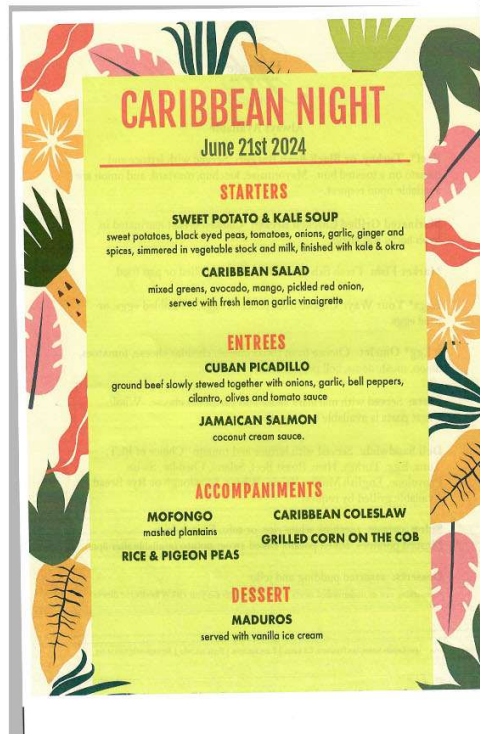 CARIBBEAN NIGHT
June 21st 2024
STARTERS
SWEET POTATO & KALE SOUP
sweet potatoes, black eyed peas, tomatoes, onions, garlic, ginger and
spices, simmered in vegetable stock and milk, finished with kale & okra
CARIBBEAN SALAD
mixed greens, avocado, mango, pickled red onion,
served with fresh lemon garlic vinaigrette
ENTREES
CUBAN PICADILLO
ground beef slowly stewed together with onions, garlic, bell peppers,
cilantro, olives and tomato sauce
JAMAICAN SALMON
coconut cream sauce.
ACCOMPANIMENTS
MOFONGO
mashed plantains
RICE & PIGEON PEAS
CARIBBEAN COLESLAW
GRILLED CORN ON THE COB
DESSERT
MADUROS
served with vanilla ice cream